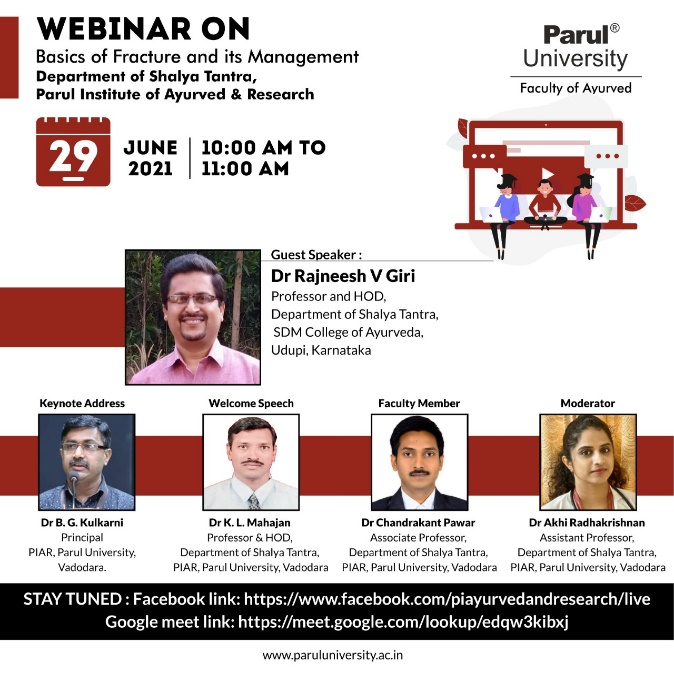 WEBINAR ON
Basics of Fracture and its Management
Department of Shalya Tantra,
Parul Institute of Ayurved & Research
Parul®
University
Faculty of Ayurved
29
JUNE
2021
10:00 AM TO
11:00 AM
Guest Speaker :
Dr Rajneesh V Giri
Professor and HOD,
Department of Shalya Tantra,
SDM College of Ayurveda,
Udupi, Karnataka
Keynote Address
Dr B. G. Kulkarni
Principal
PIAR, Parul University,
Vadodara.
Welcome Speech
Dr K. L. Mahajan
Professor & HOD,
Department of Shalya Tantra,
PIAR, Parul University, Vadodara
Faculty Member
Dr Chandrakant Pawar
Associate Professor,
Department of Shalya Tantra,
PIAR, Parul University, Vadodara
Moderator
Dr Akhi Radhakrishnan
Assistant Professor,
Department of Shalya Tantra,
PIAR, Parul University, Vadodara
STAY TUNED : Facebook link: https://www.facebook.com/piayurvedandresearch/live
Google meet link: https://meet.google.com/lookup/edqw3kibxj
www.paruluniversity.ac.in